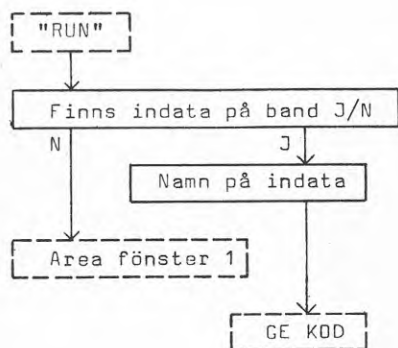 "RUN"
Finns indata på band J/N
N
J
Namn på indata
Area fönster 1
GE KOD